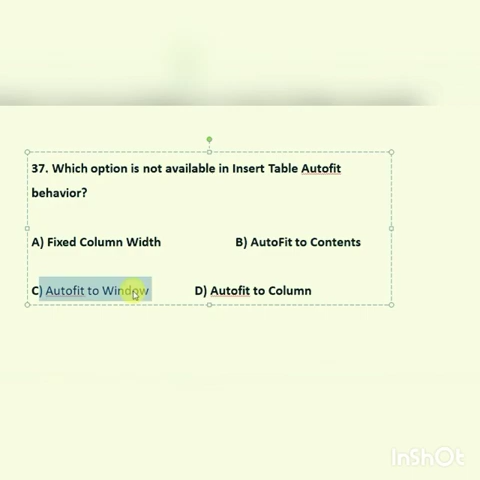 37. Which option is not available in Insert Table Autofit
behavior?
A) Fixed Column Width B) AutoFit to Contents
C) Autofit to Window D) Autofit to Column
InShOt